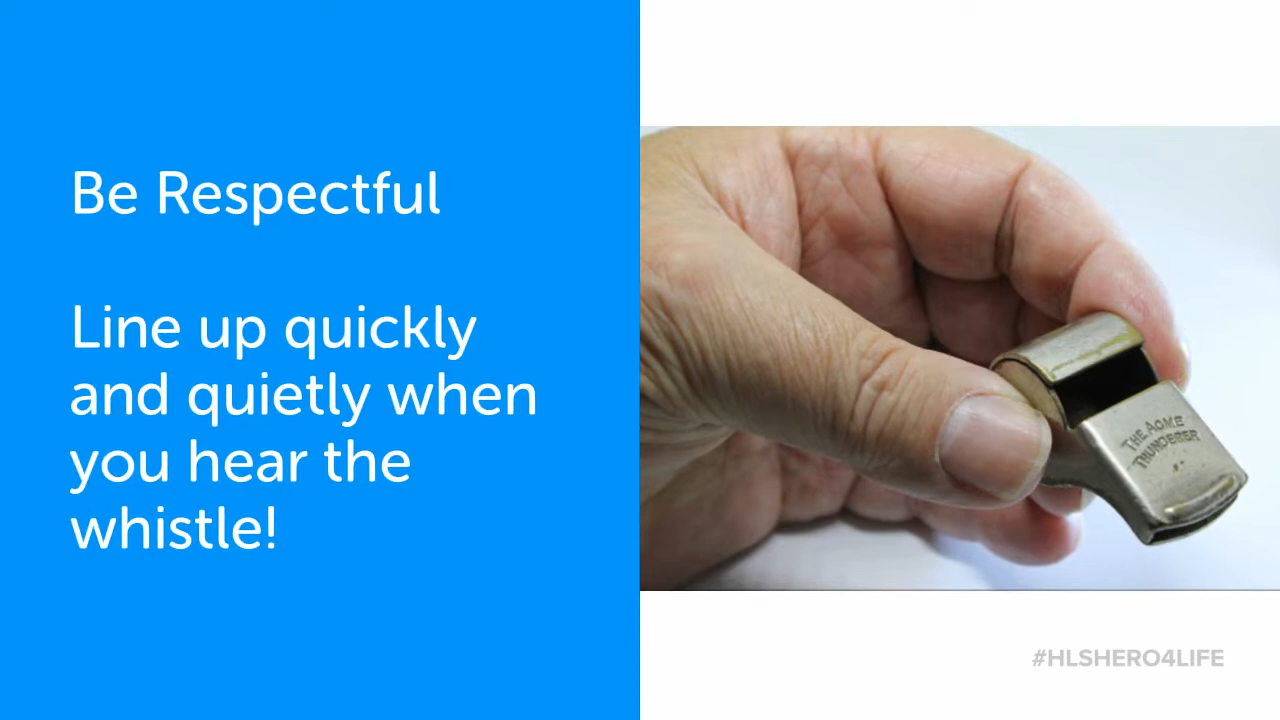 Be Respectful
Line up quickly
and quietly when
you hear the
whistle!
THE ACME
THUNDERER
#HLSHERO4LIFE